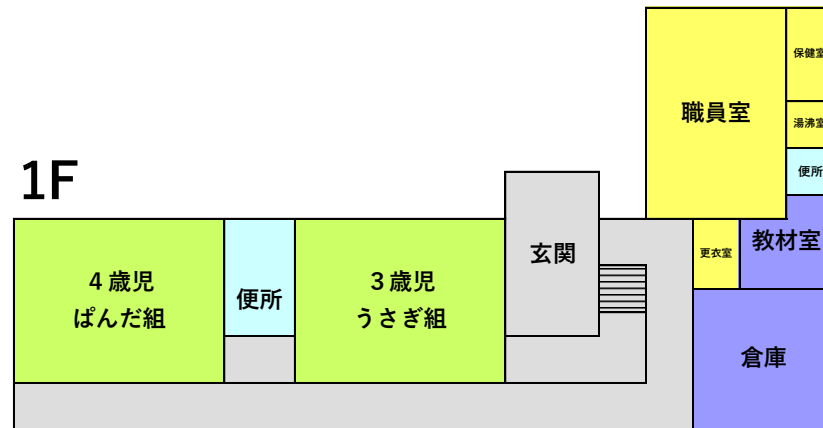 保健室
職員室
湯沸室
1F
便所
玄関
更衣室
教材室
４歳児
ぱんだ組
便所
３歳児
うさぎ組
倉庫